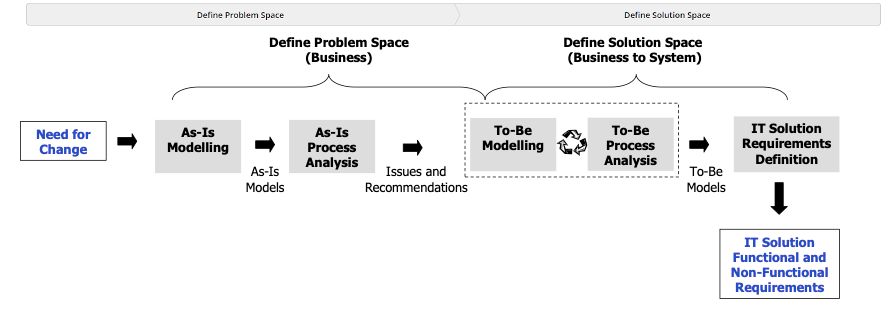 Define Problem Space
Define Solution Space
Define Problem Space
(Business)
Define Solution Space
(Business to System)
Need for
Change
As-Is
Modelling
As-Is
Models
As-Is
Process
Analysis
Issues and
Recommendations
To-Be
Modelling
To-Be
Process
Analysis
To-Be
Models
IT Solution
Requirements
Definition
IT Solution
Functional and
Non-Functional
Requirements